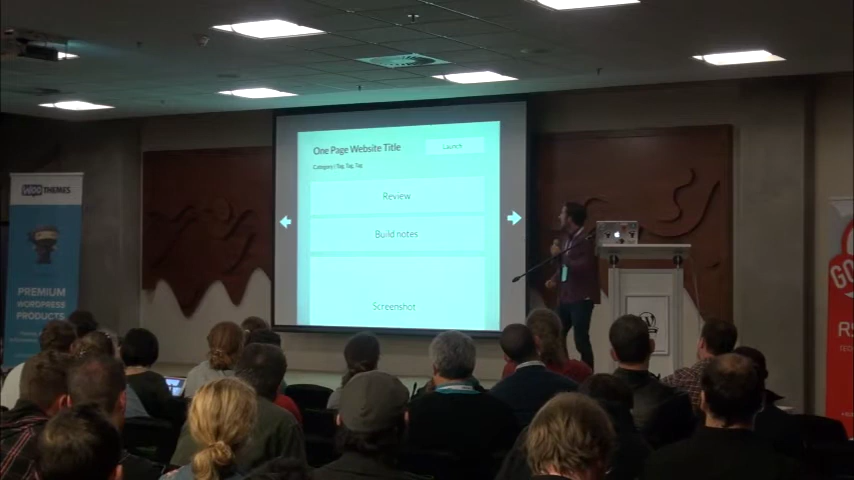 One Page Website Title
Launch
Category / Tag, Tag, Tag
Review
Build notes
Screenshot
WOO THEMES
PREMIUM
WORDPRESS
PRODUCTS